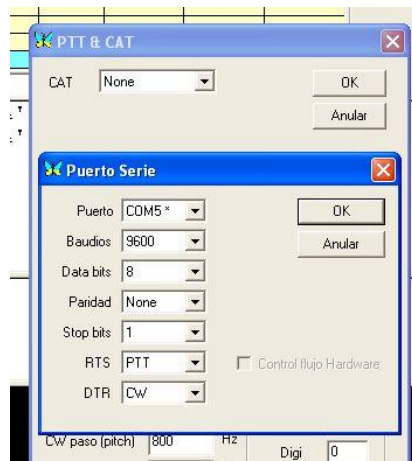 PTT & CAT
CAT None OK
Anular
Puerto Serie
Puerto COM5 * OK
Baudios 9600 Anular
Data bits 8
Paridad None
Stop bits 1
RTS PTT Control flujo Hardware
DTR CW
CW paso (pitch) 800 Hz
Digi 0